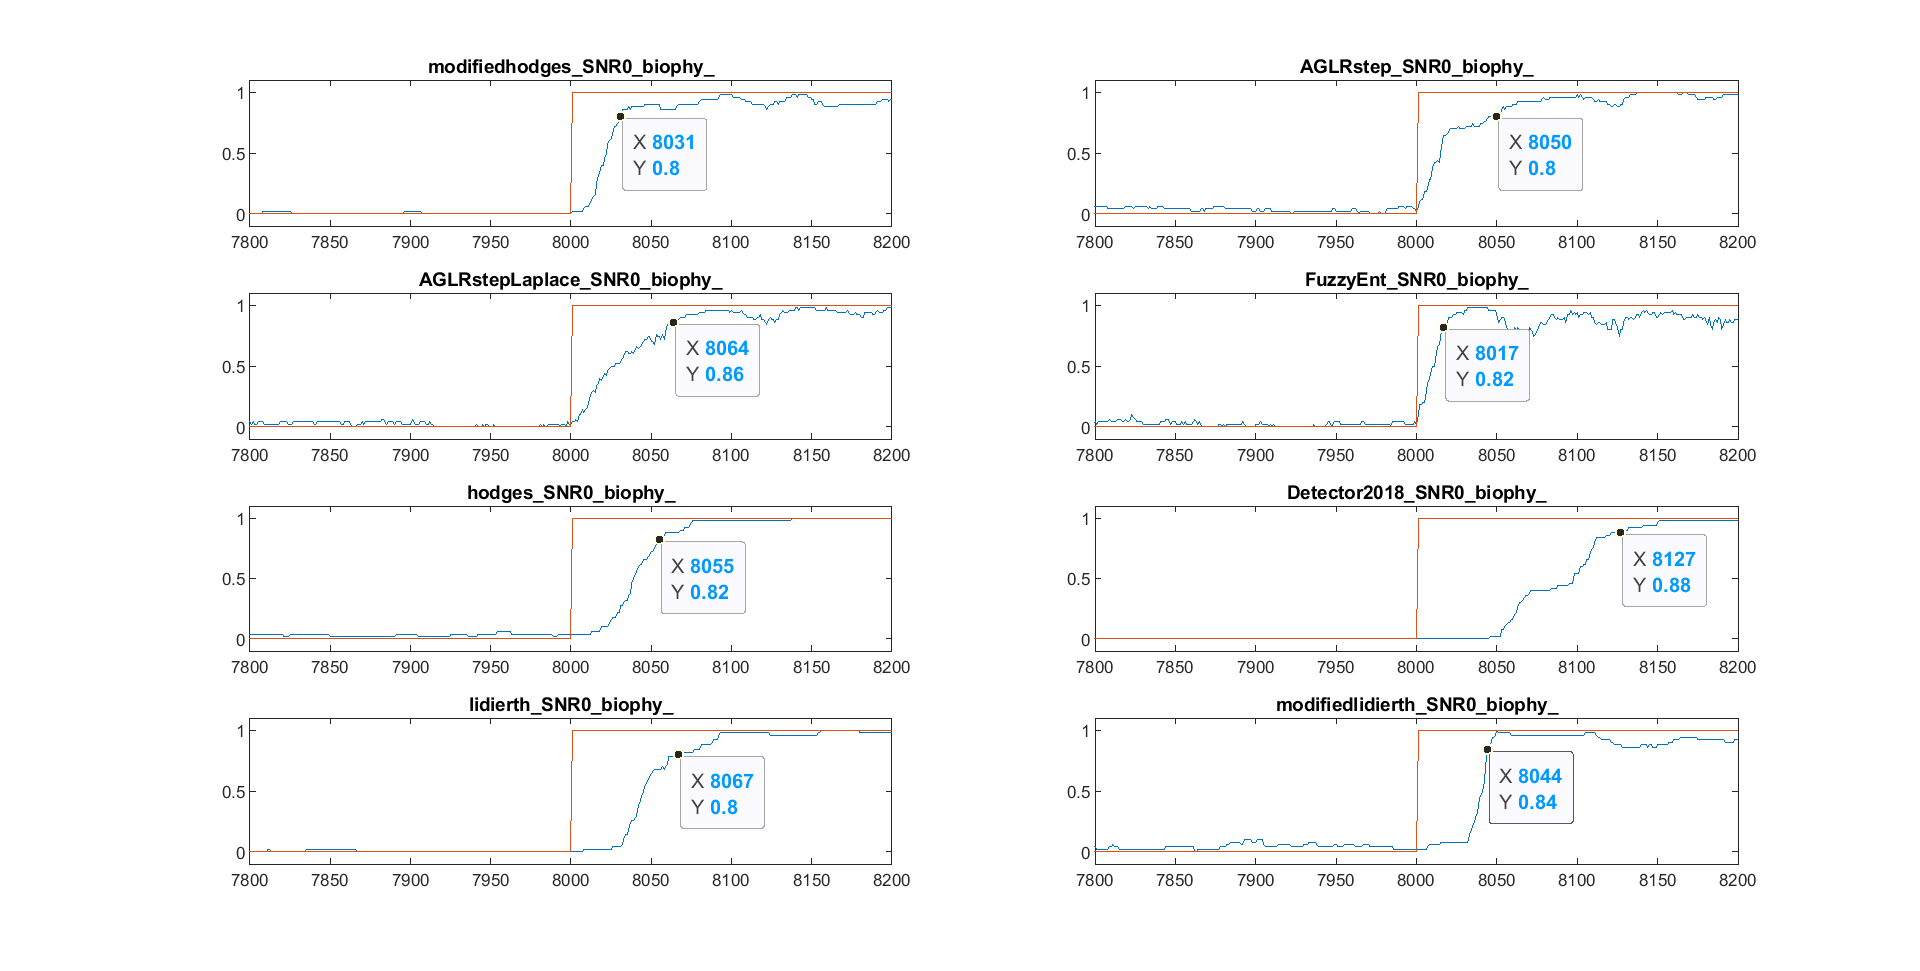 modifiedhodges_SNR0_biophy_
1
0.5
0
X 8031
Y 0.8
7800 7850 7900 7950 8000 8050 8100 8150 8200
AGLRstep_SNR0_biophy_
1
0.5
0
X 8050
Y 0.8
7800 7850 7900 7950 8000 8050 8100 8150 8200
AGLRstepLaplace_SNR0_biophy_
1
0.5
0
X 8064
Y 0.86
7800 7850 7900 7950 8000 8050 8100 8150 8200
FuzzyEnt_SNR0_biophy_
1
0.5
0
X 8017
Y 0.82
7800 7850 7900 7950 8000 8050 8100 8150 8200
hodges_SNR0_biophy_
1
0.5
0
X 8055
Y 0.82
7800 7850 7900 7950 8000 8050 8100 8150 8200
Detector2018_SNR0_biophy_
1
0.5
0
X 8127
Y 0.88
7800 7850 7900 7950 8000 8050 8100 8150 8200
lidierth_SNR0_biophy_
1
0.5
0
X 8067
Y 0.8
7800 7850 7900 7950 8000 8050 8100 8150 8200
modifiedlidierth_SNR0_biophy_
1
0.5
0
X 8044
Y 0.84
7800 7850 7900 7950 8000 8050 8100 8150 8200